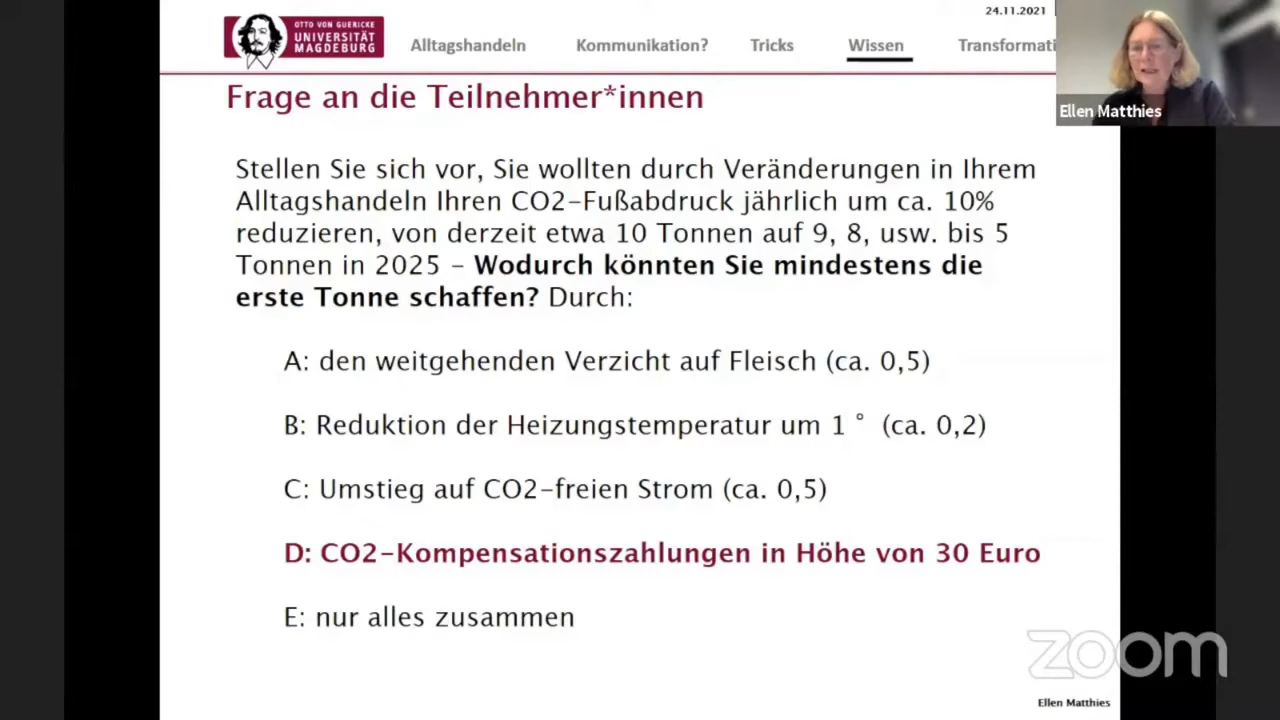 24.11.2021
OTTO VON GUERICKE
UNIVERSITÄT
MAGDEBURG
Alltagshandeln Kommunikation? Tricks Wissen Transformati
Ellen Matthies
Frage an die Teilnehmer*innen
Stellen Sie sich vor, Sie wollten durch Veränderungen in Ihrem
Alltagshandeln Ihren CO2-Fußabdruck jährlich um ca. 10%
reduzieren, von derzeit etwa 10 Tonnen auf 9, 8, usw. bis 5
Tonnen in 2025 – Wodurch könnten Sie mindestens die
erste Tonne schaffen? Durch:
A: den weitgehenden Verzicht auf Fleisch (ca. 0,5)
B: Reduktion der Heizungstemperatur um 1 ° (ca. 0,2)
C: Umstieg auf CO2-freien Strom (ca. 0,5)
D: CO2-Kompensationszahlungen in Höhe von 30 Euro
E: nur alles zusammen
zoom
Ellen Matthies